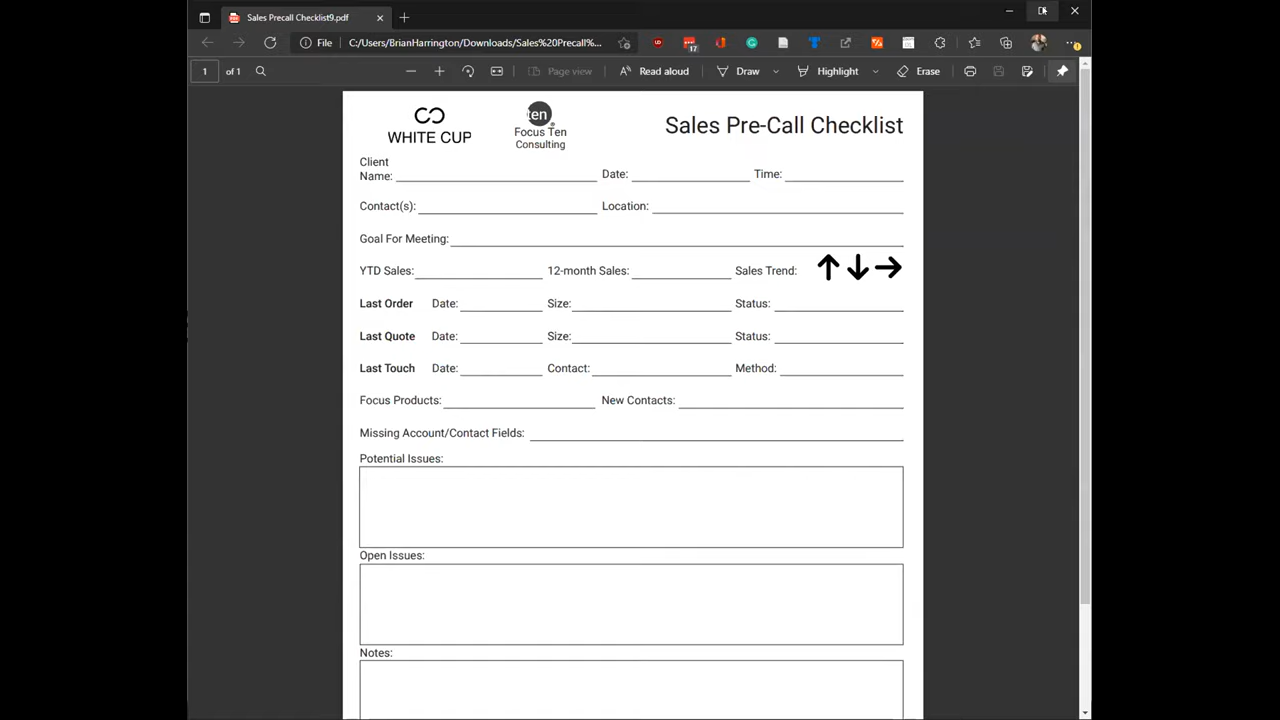 Sales Precall Checklist9.pdf
File C:/Users/BrianHarrington/Downloads/Sales%20Precall%...
17
1 of 1 Page view Read aloud Draw Highlight Erase
WHITE CUP
ten
Focus Ten
Consulting
Sales Pre-Call Checklist
Client
Name: Date: Time:
Contact(s): Location:
Goal For Meeting:
YTD Sales: 12-month Sales: Sales Trend:
Last Order Date: Size: Status:
Last Quote Date: Size: Status:
Last Touch Date: Contact: Method:
Focus Products: New Contacts:
Missing Account/Contact Fields:
Potential Issues:
Open Issues:
Notes: